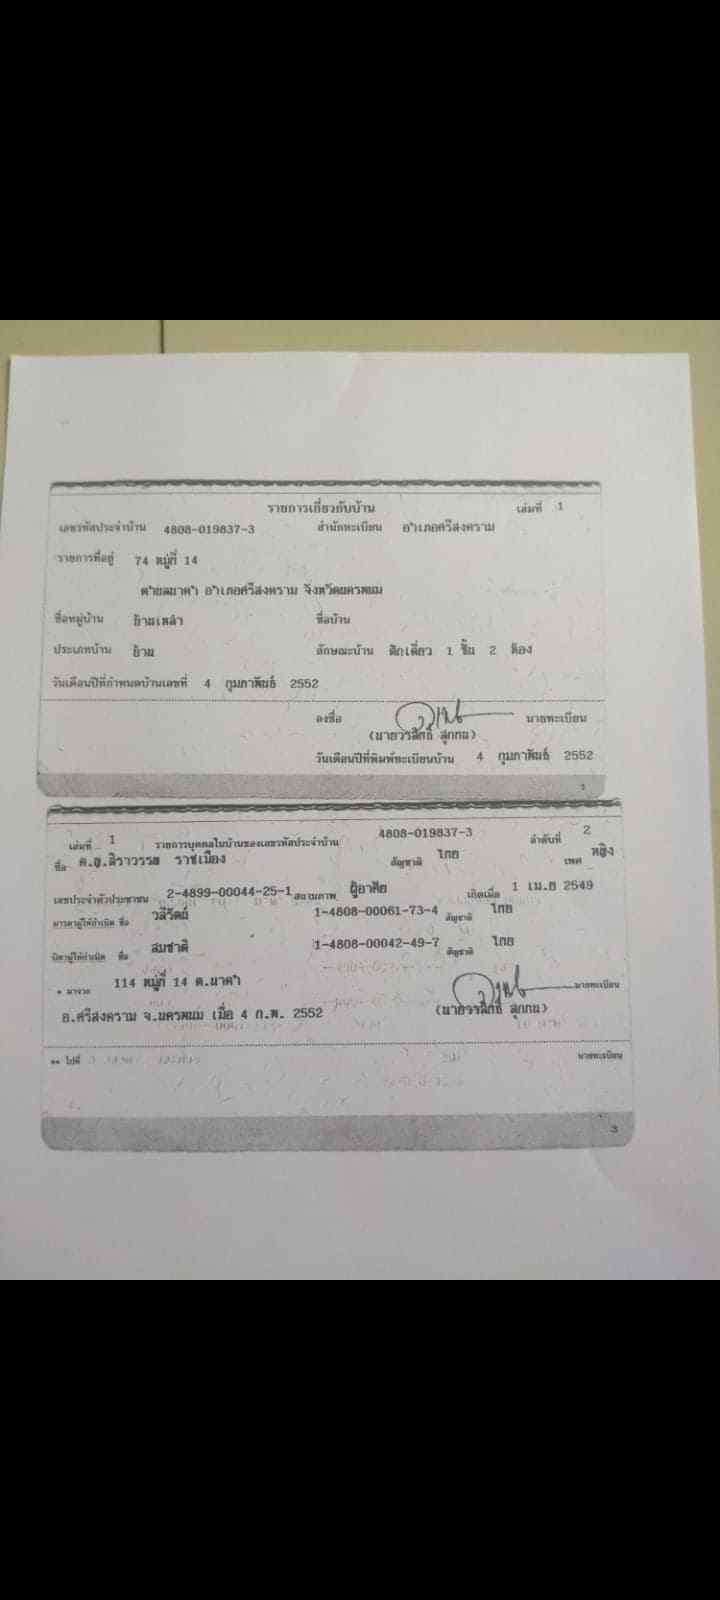 รายการเกี่ยวกับบ้าน เล่มที่ 1
เลขรหัสประจำบ้าน 4808-019837-3 สำนักทะเบียน อำเภอศรีสงคราม
รายการที่อยู่ 74 หมู่ที่ 14
ตำบลนาคำ อำเภอศรีสงคราม จังหวัดนครพนม
ชื่อหมู่บ้าน ชื่อบ้าน
ประเภทบ้าน บ้าน ลักษณะบ้าน ตึกเดี่ยว 1 ชั้น 2 ห้อง
วันเดือนปีที่กำหนดบ้านเลขที่ 4 กุมภาพันธ์ 2552
ลงชื่อ นายทะเบียน
(นายวรสิทธิ์ สุกทน)
วันเดือนปีที่พิมพ์ทะเบียนบ้าน 4 กุมภาพันธ์ 2552
1
เล่มที่ 1 รายการบุคคลในบ้านของเลขรหัสประจำบ้าน 4808-019837-3 ลำดับที่ 2
ชื่อ ด.ญ.สิราวรรณ ราชเมือง สัญชาติ ไทย เพศ หญิง
เลขประจำตัวประชาชน 2-4899-00044-25-1 สถานภาพ ผู้อาศัย เกิดเมื่อ 1 เม.ย 2549
มารดาผู้ให้กำเนิด ชื่อ วลีรัตน์ 1-4808-00061-73-4 สัญชาติ ไทย
บิดาผู้ให้กำเนิด ชื่อ สมชาติ 1-4808-00042-49-7 สัญชาติ ไทย
* มาจาก 114 หมู่ที่ 14 ต.นาคำ นายทะเบียน
อ.ศรีสงคราม จ.นครพนม เมื่อ 4 ก.พ. 2552 (นายวรสิทธิ์ สุกทน)
** ไปที่ นายทะเบียน
3